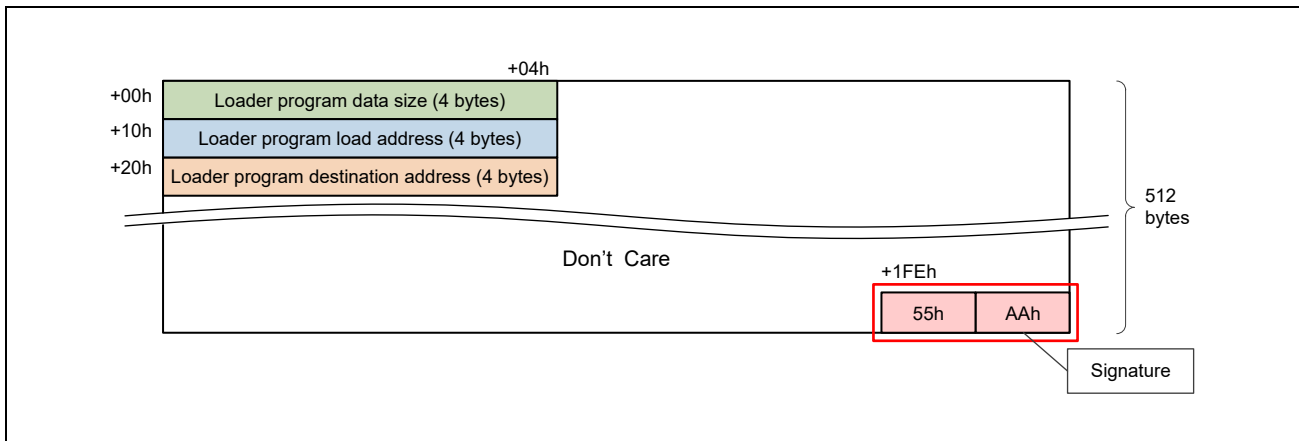 +04h
+00h
Loader program data size (4 bytes)
+10h
Loader program load address (4 bytes)
+20h
Loader program destination address (4 bytes)
512
bytes
Don't Care
+1FEh
55h
AAh
Signature